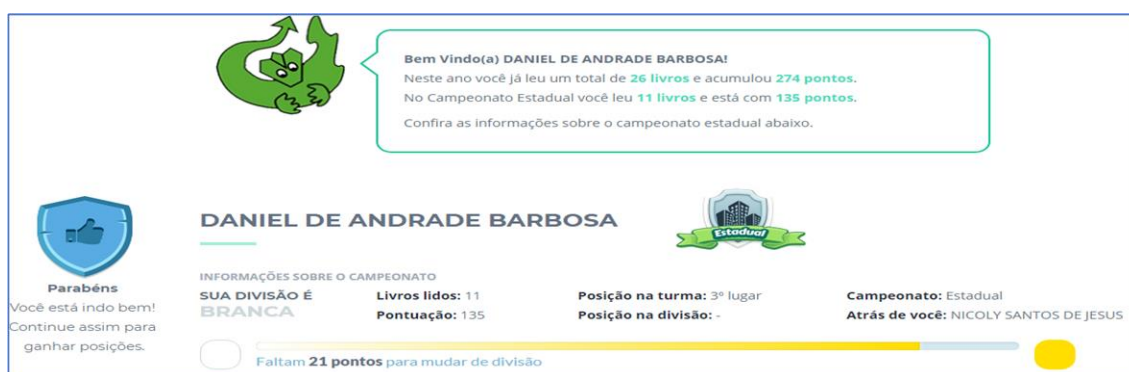 Bem Vindo(a) DANIEL DE ANDRADE BARBOSA!
Neste ano você já leu um total de 26 livros e acumulou 274 pontos.
No Campeonato Estadual você leu 11 livros e está com 135 pontos.
Confira as informações sobre o campeonato estadual abaixo.
Parabéns
Você está indo bem!
Continue assim para
ganhar posições.
DANIEL DE ANDRADE BARBOSA
Estadual
INFORMAÇÕES SOBRE O CAMPEONATO
SUA DIVISÃO É
BRANCA
Livros lidos: 11
Pontuação: 135
Posição na turma: 3º lugar
Posição na divisão: -
Campeonato: Estadual
Atrás de você: NICOLY SANTOS DE JESUS
Faltam 21 pontos para mudar de divisão